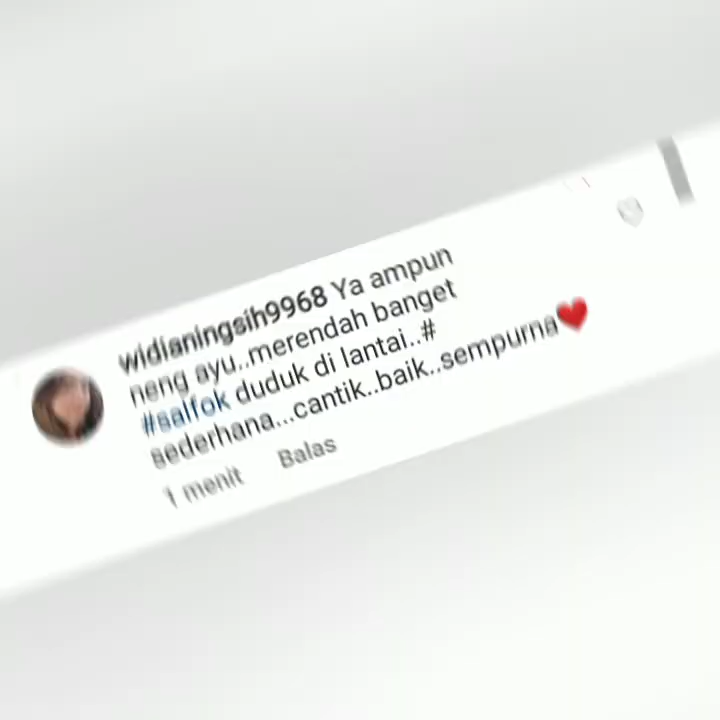 widianingsih9968 Ya ampun
neng ayu..merendah banget
#salfok duduk di lantai..#
sederhana...cantik..baik..sempurna❤️
1 menit Balas